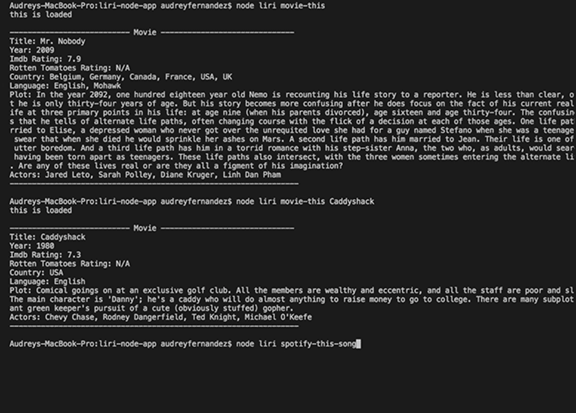 Audreys-MacBook-Pro:liri-node-app audreyfernandez$ node liri movie-this
this is loaded
------------------------------ Movie ------------------------------
Title: Mr. Nobody
Year: 2009
Imdb Rating: 7.9
Rotten Tomatoes Rating: N/A
Country: Belgium, Germany, Canada, France, USA, UK
Language: English, Mohawk
Plot: In the year 2092, one hundred eighteen year old Nemo is recounting his life story to a reporter. He is less than clear, o
t he is only thirty-four years of age. But his story becomes more confusing after he does focus on the fact of his current real
ife at three primary points in his life: at age nine (when his parents divorced), age sixteen and age thirty-four. The confusin
s that he tells of alternate life paths, often changing course with the flick of a decision at each of those ages. One life pat
rried to Elise, a depressed woman who never got over the unrequited love she had for a guy named Stefano when she was a teenage
swear that when she died he would sprinkle her ashes on Mars. A second life path has him married to Jean. Their life is one of
utter boredom. And a third life path has him in a torrid romance with his step-sister Anna, the two who, as adults, would sear
having been torn apart as teenagers. These life paths also intersect, with the three women sometimes entering the alternate li
. Are any of these lives real or are they all a figment of his imagination?
Actors: Jared Leto, Sarah Polley, Diane Kruger, Linh Dan Pham
-------------------------------------------------------------------
Audreys-MacBook-Pro:liri-node-app audreyfernandez$ node liri movie-this Caddyshack
this is loaded
------------------------------ Movie ------------------------------
Title: Caddyshack
Year: 1980
Imdb Rating: 7.3
Rotten Tomatoes Rating: N/A
Country: USA
Language: English
Plot: Comical goings on at an exclusive golf club. All the members are wealthy and eccentric, and all the staff are poor and sl
The main character is 'Danny'; he's a caddy who will do almost anything to raise money to go to college. There are many subplot
ant green keeper's pursuit of a cute (obviously stuffed) gopher.
Actors: Chevy Chase, Rodney Dangerfield, Ted Knight, Michael O'Keefe
-------------------------------------------------------------------
Audreys-MacBook-Pro:liri-node-app audreyfernandez$ node liri spotify-this-song